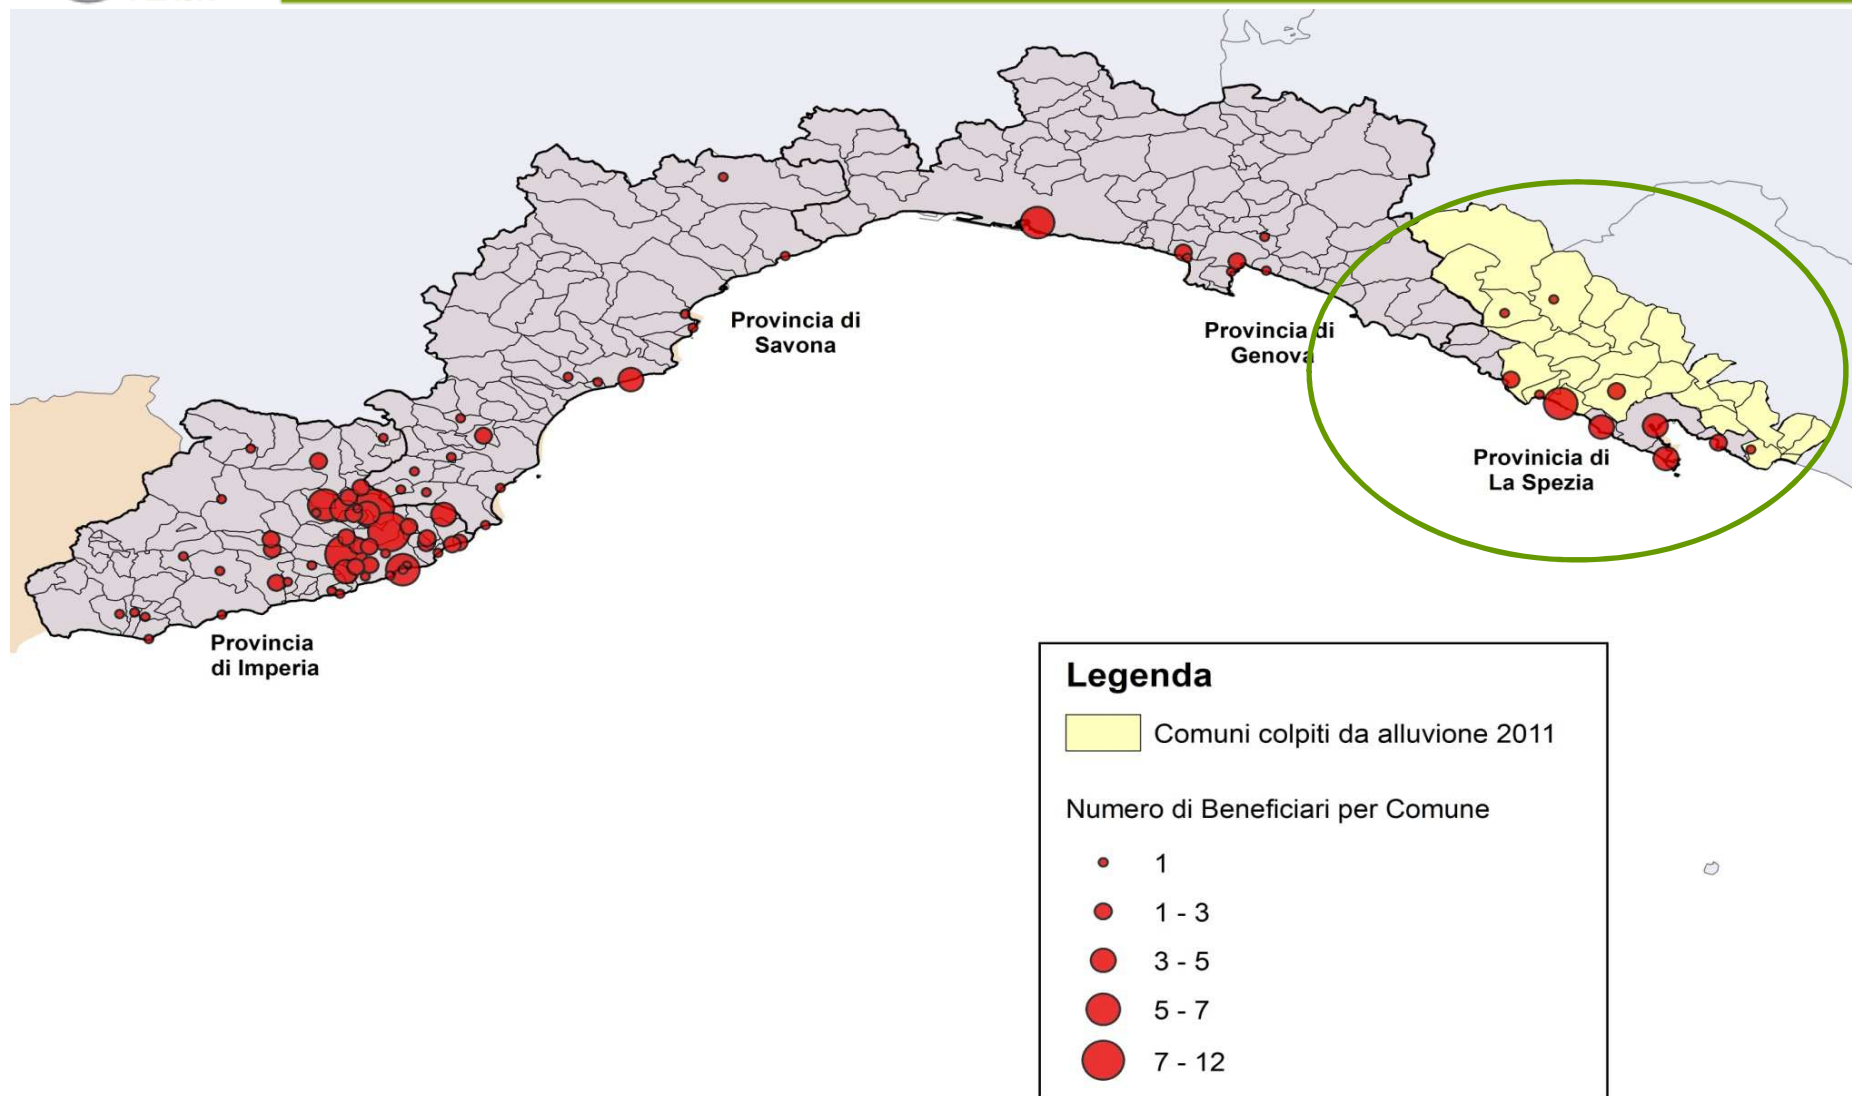 Provincia di
Savona
Provincia di
Genova
Provinicia di
La Spezia
Provincia
di Imperia
Legenda
Comuni colpiti da alluvione 2011
Numero di Beneficiari per Comune
1
1 - 3
3 - 5
5 - 7
7 - 12